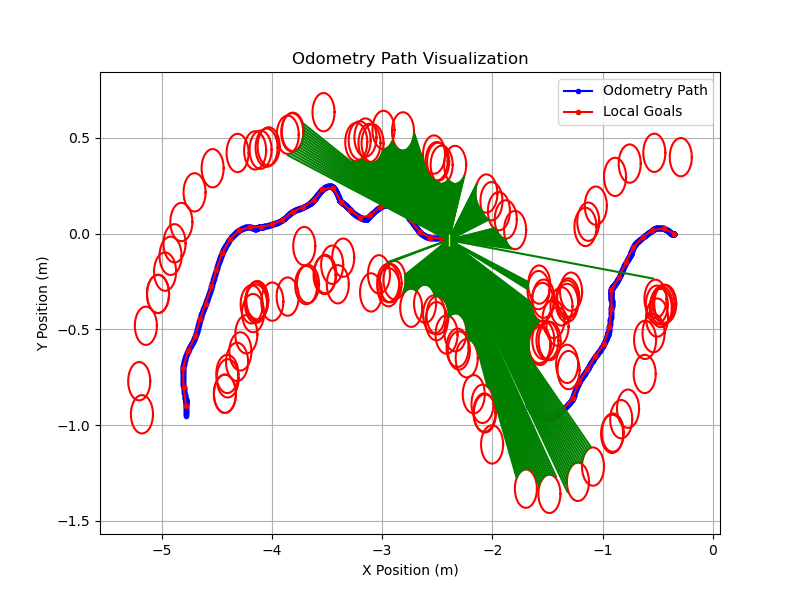 Odometry Path Visualization
Odometry Path
Local Goals
Y Position (m)
0.5
0.0
−0.5
−1.0
−1.5
−5
−4
−3
−2
−1
0
X Position (m)